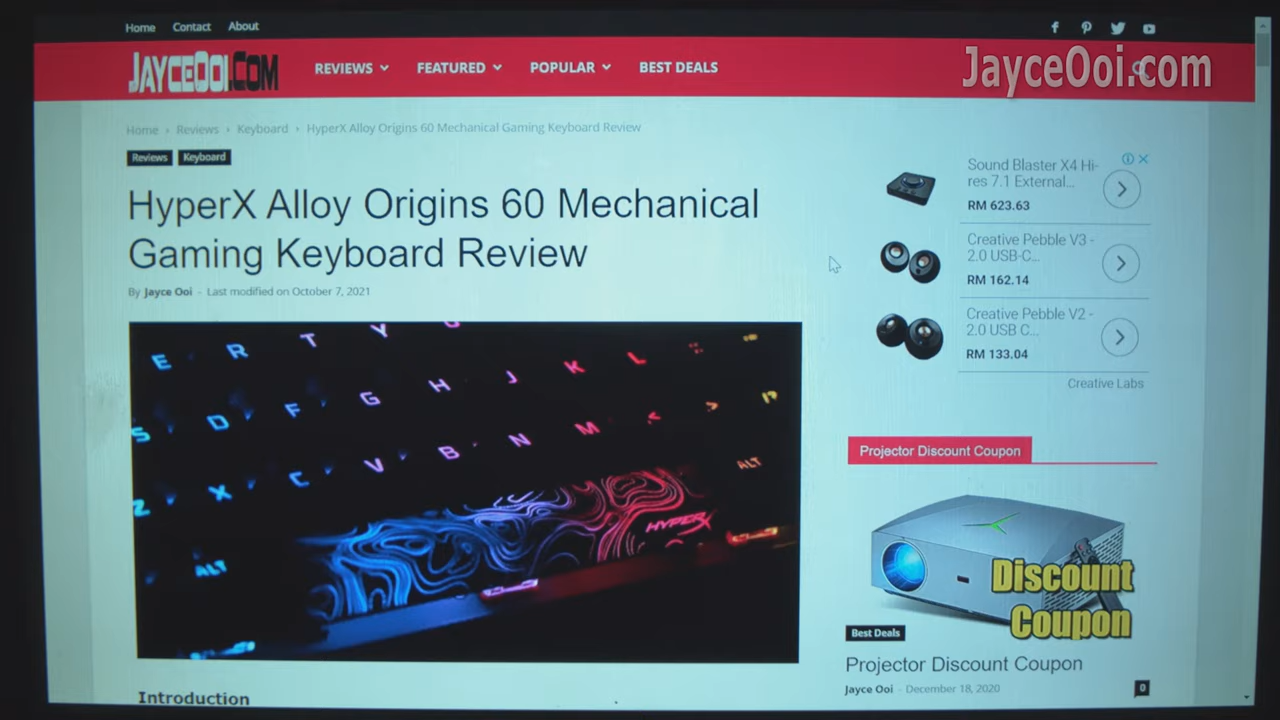 Home Contact About
JayceOoi.com
JAYCEOOI.COM
REVIEWS FEATURED POPULAR BEST DEALS
Home › Reviews › Keyboard › HyperX Alloy Origins 60 Mechanical Gaming Keyboard Review
Reviews Keyboard
HyperX Alloy Origins 60 Mechanical
Gaming Keyboard Review
By Jayce Ooi - Last modified on October 7, 2021
E R T Y
S D F G H J K L
Z X C V B N M < >
ALT
ALT
HYPERX
Introduction
Sound Blaster X4 Hi-
res 7.1 External...
RM 623.63
Creative Pebble V3 -
2.0 USB-C...
RM 162.14
Creative Pebble V2 -
2.0 USB C...
RM 133.04
Creative Labs
Projector Discount Coupon
Discount
Coupon
Best Deals
Projector Discount Coupon
Jayce Ooi - December 18, 2020
0